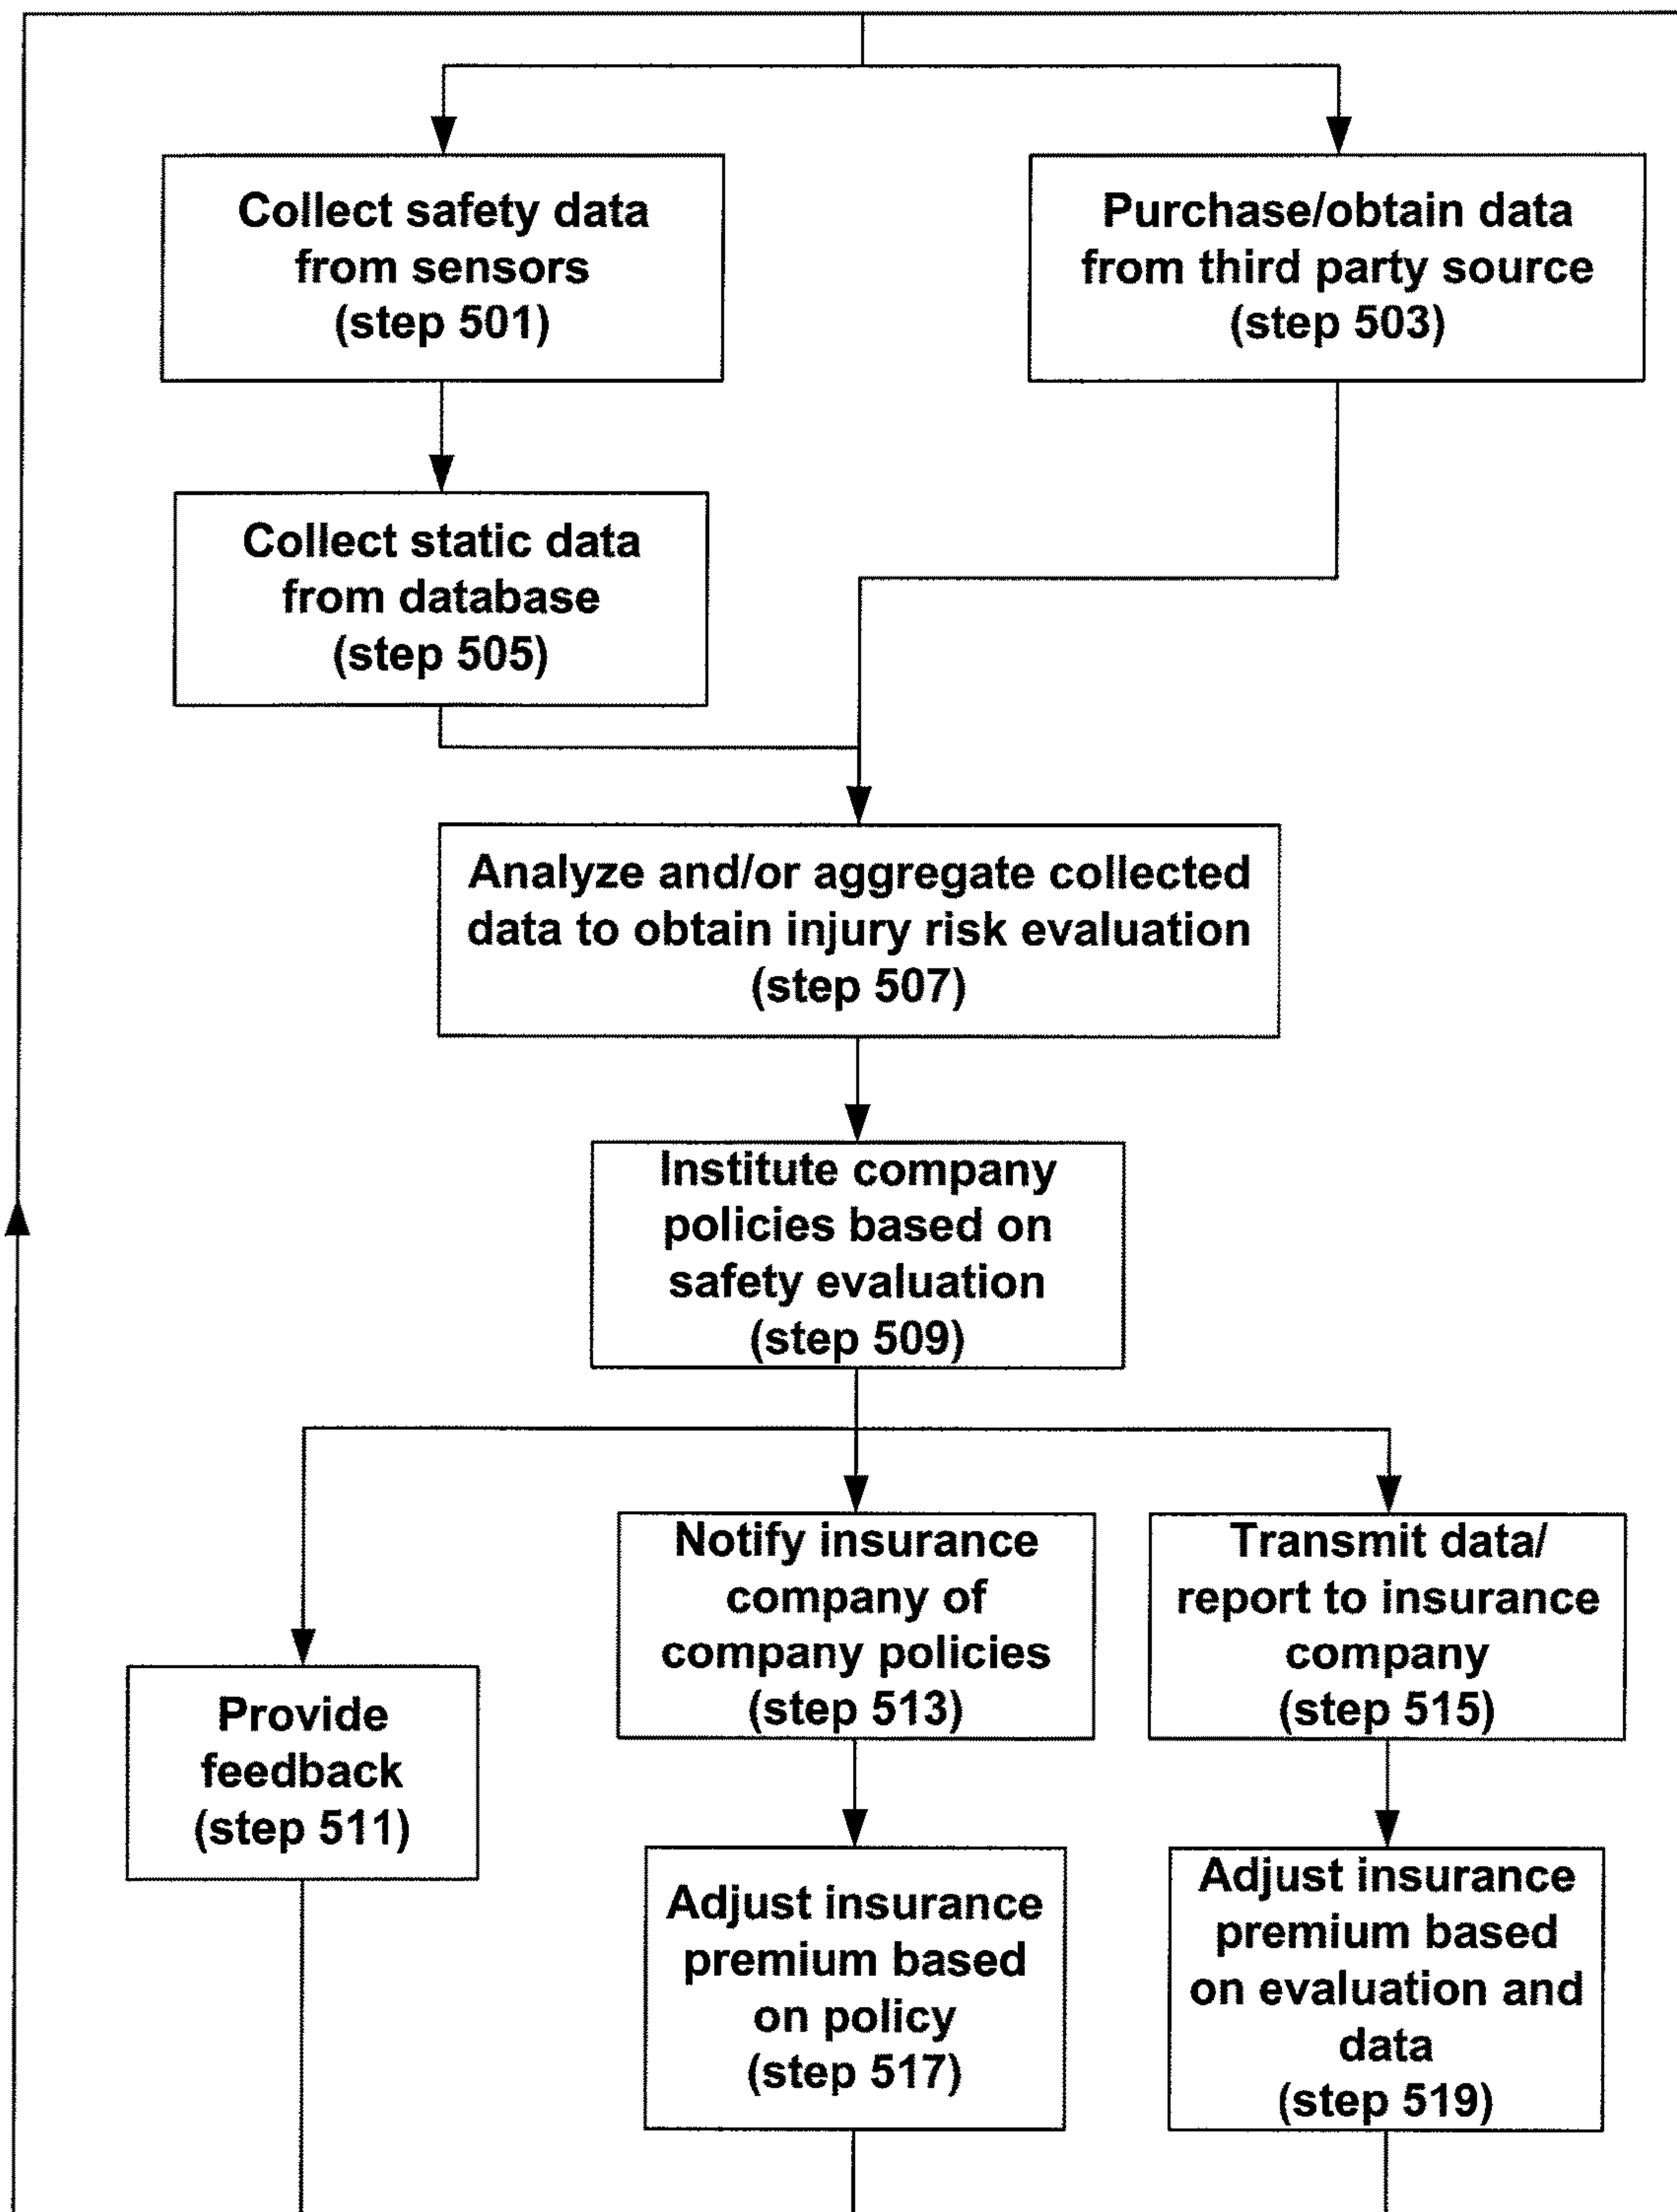 Collect safety data
from sensors
(step 501)
Purchase/obtain data
from third party source
(step 503)
Collect static data
from database
(step 505)
Analyze and/or aggregate collected
data to obtain injury risk evaluation
(step 507)
Institute company
policies based on
safety evaluation
(step 509)
Provide
feedback
(step 511)
Notify insurance
company of
company policies
(step 513)
Transmit data/
report to insurance
company
(step 515)
Adjust insurance
premium based
on policy
(step 517)
Adjust insurance
premium based
on evaluation and
data
(step 519)